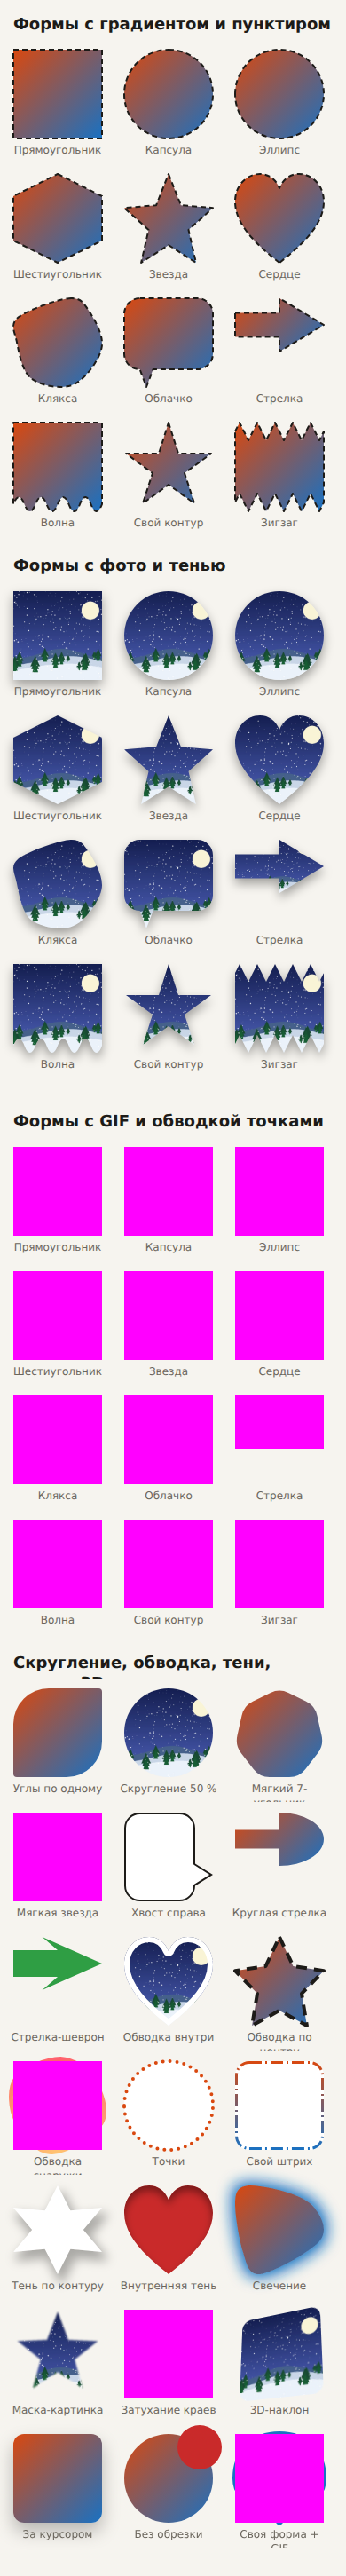 Формы с градиентом и пунктиром
Прямоугольник
Капсула
Эллипс
Шестиугольник
Звезда
Сердце
Клякса
Облачко
Стрелка
Волна
Свой контур
Зигзаг
Формы с фото и тенью
Прямоугольник
Капсула
Эллипс
Шестиугольник
Звезда
Сердце
Клякса
Облачко
Стрелка
Волна
Свой контур
Зигзаг
Формы с GIF и обводкой точками
Прямоугольник
Капсула
Эллипс
Шестиугольник
Звезда
Сердце
Клякса
Облачко
Стрелка
Волна
Свой контур
Зигзаг
Скругление, обводка, тени,
Углы по одному
Скругление 50 %
Мягкий 7-
Мягкая звезда
Хвост справа
Круглая стрелка
Стрелка-шеврон
Обводка внутри
Обводка по
Обводка
Точки
Свой штрих
Тень по контуру
Внутренняя тень
Свечение
Маска-картинка
Затухание краёв
3D-наклон
За курсором
Без обрезки
Своя форма +